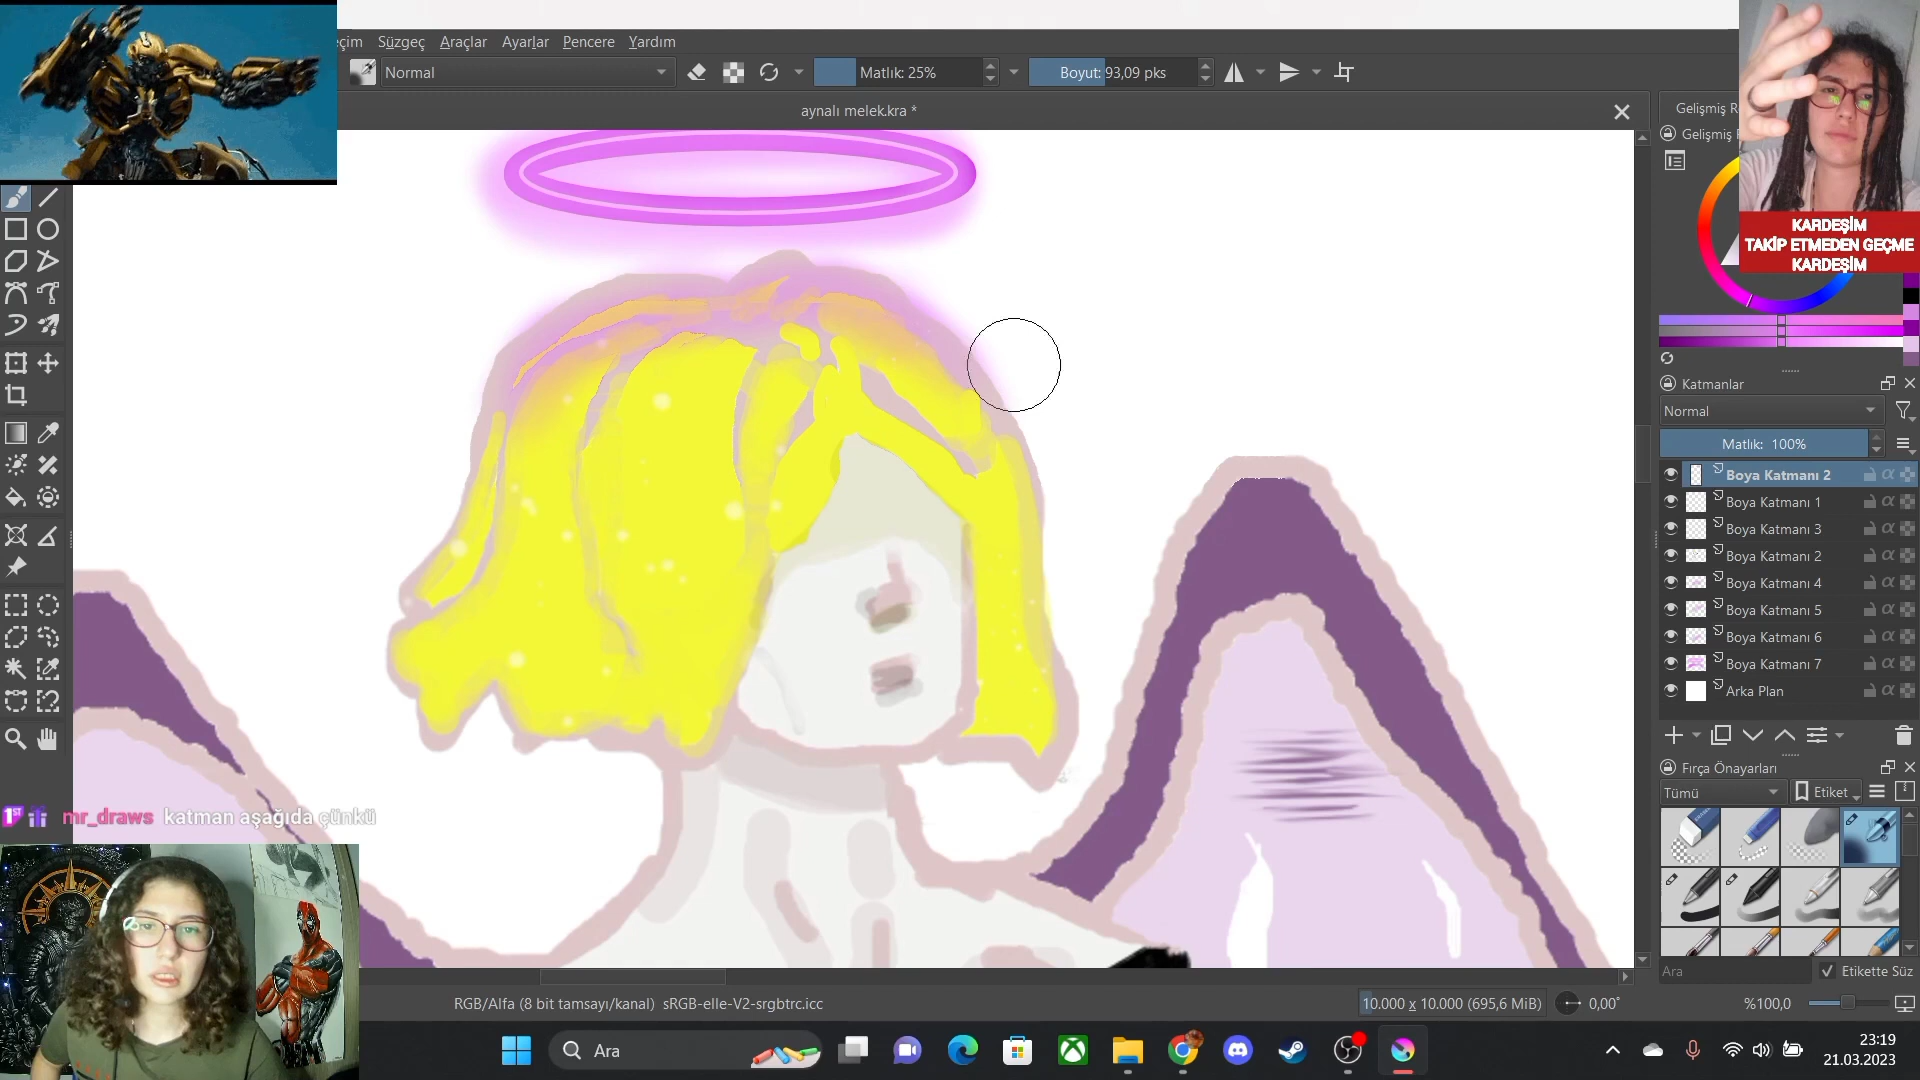 eçim Süzgeç Araçlar Ayarlar Pencere Yardım
Normal
Matlık: 25%
Boyut: 93,09 pks
aynalı melek.kra *
Gelişmiş R
Gelişmiş
KARDEŞİM
TAKİP ETMEDEN GEÇME
KARDEŞİM
Katmanlar
Normal
Matlık: 100%
Boya Katmanı 2
Boya Katmanı 1
Boya Katmanı 3
Boya Katmanı 2
Boya Katmanı 4
Boya Katmanı 5
Boya Katmanı 6
Boya Katmanı 7
Arka Plan
Fırça Önayarları
Tümü
Etiket
Ara
Etikette Süz
1ST mr_draws katman aşağıda çünkü
RGB/Alfa (8 bit tamsayı/kanal) sRGB-elle-V2-srgbtrc.icc
10.000 x 10.000 (695,6 MiB)
0,00°
%100,0
Ara
23:19
21.03.2023